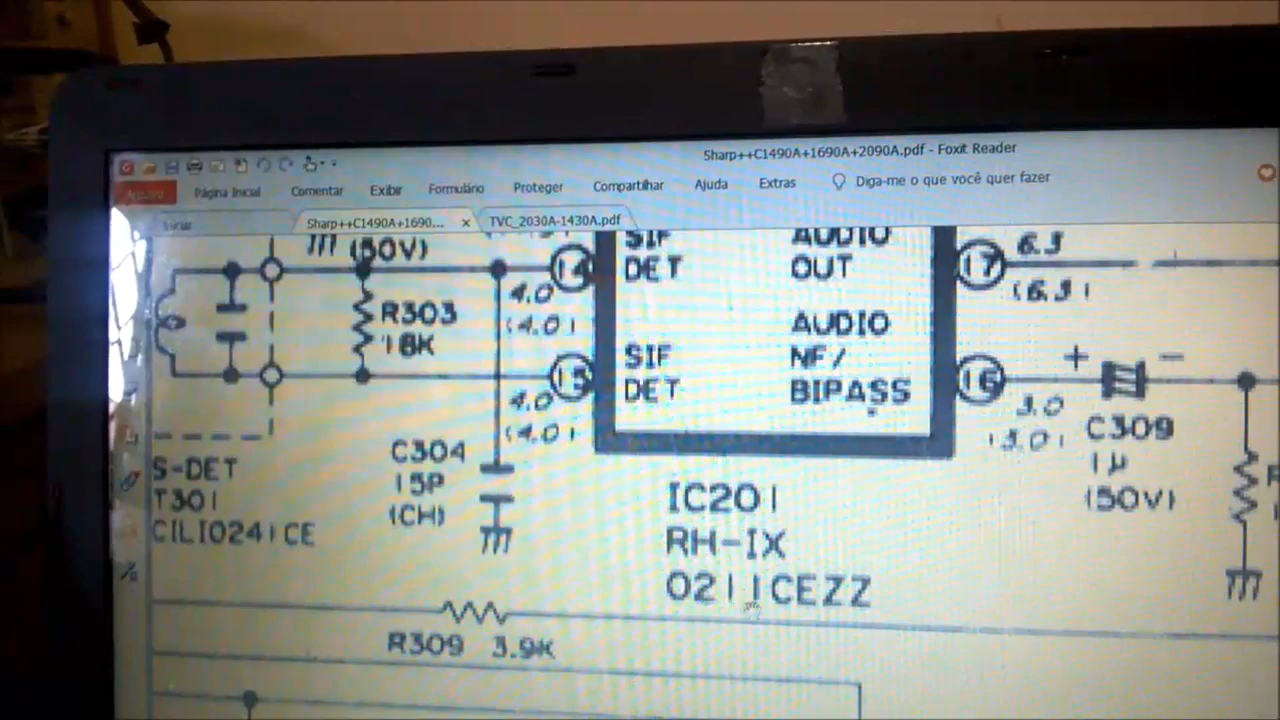 Sharp++C1490A+1690A+2090A.pdf - Foxit Reader
Arquivo Página Inicial Comentar Exibir Formulário Proteger Compartilhar Ajuda Extras Diga-me o que você quer fazer
Iniciar Sharp++C1490A+1690... × TVC_2030A-1430A.pdf
(50V)
14
4.0
(4.0)
SIF
DET
AUDIO
OUT
17
6.3
(6.3)
R303
18K
15
4.0
(4.0)
SIF
DET
AUDIO
NF/
BIPASS
16
3.0
(3.0)
+ -
C309
1μ
(50V)
C304
15P
(CH)
S-DET
T301
IC201
RH-IX
0211CEZZ
R309 3.9K